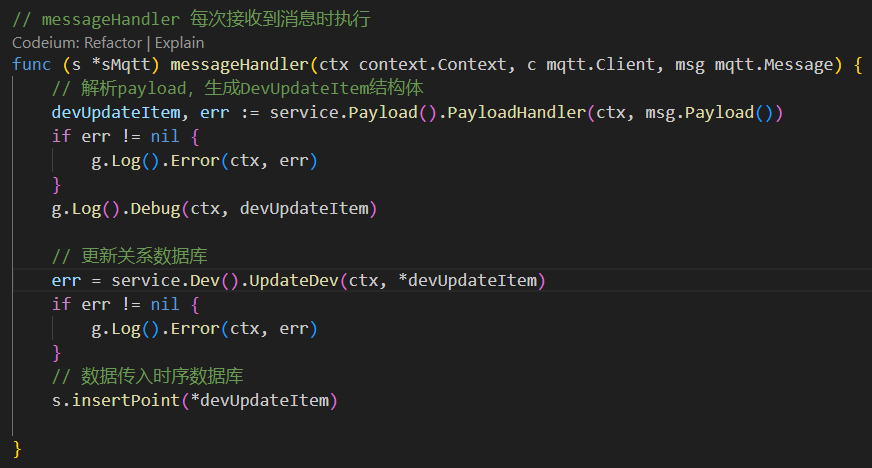 // messageHandler 每次接收到消息时执行
Codeium: Refactor | Explain
func (s *sMqtt) messageHandler(ctx context.Context, c mqtt.Client, msg mqtt.Message) {
// 解析payload, 生成DevUpdateItem结构体
devUpdateItem, err := service.Payload().PayloadHandler(ctx, msg.Payload())
if err != nil {
g.Log().Error(ctx, err)
}
g.Log().Debug(ctx, devUpdateItem)
// 更新关系数据库
err = service.Dev().UpdateDev(ctx, *devUpdateItem)
if err != nil {
g.Log().Error(ctx, err)
}
// 数据传入时序数据库
s.insertPoint(*devUpdateItem)
}